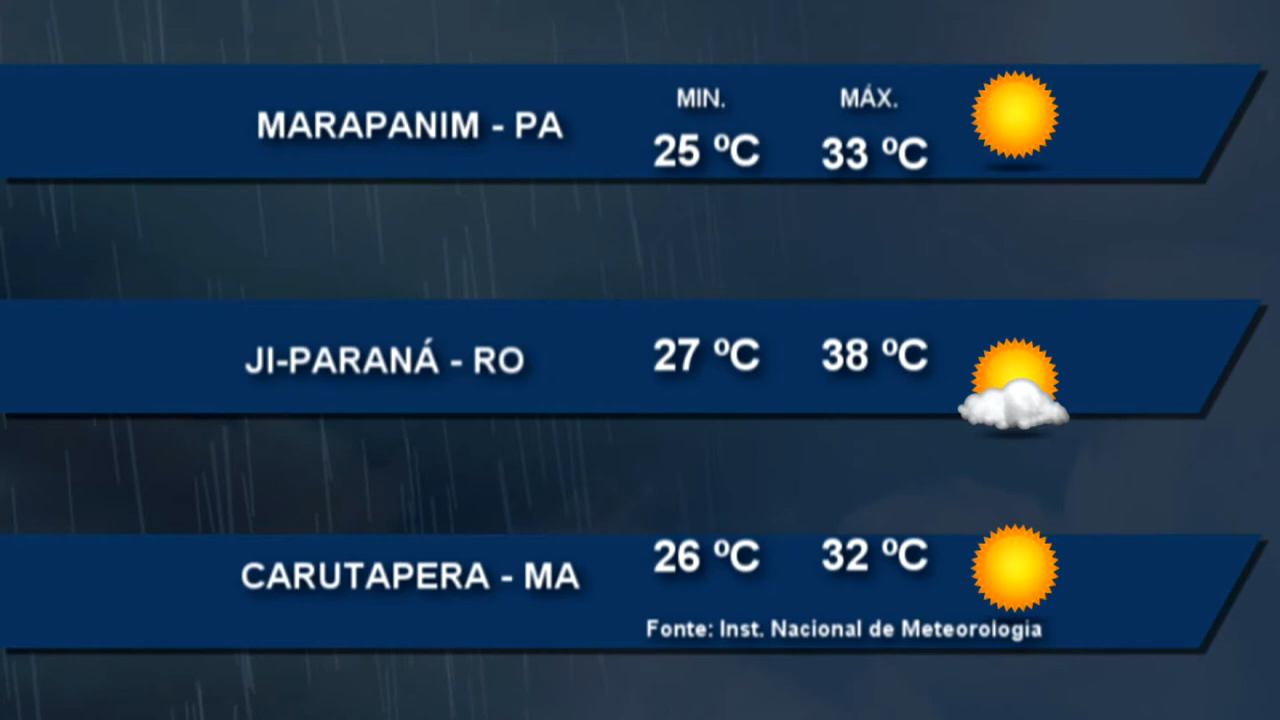 MIN. MÁX.
MARAPANIM - PA 25 ºC 33 ºC
JI-PARANÁ - RO 27 ºC 38 ºC
CARUTAPERA - MA 26 ºC 32 ºC
Fonte: Inst. Nacional de Meteorologia